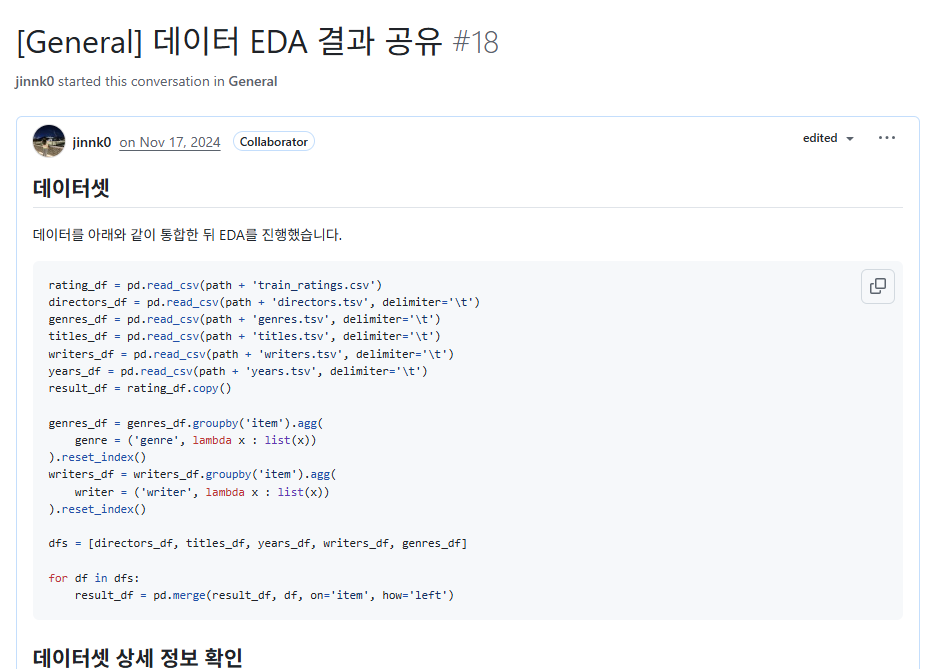 [General] 데이터 EDA 결과 공유 #18
jinnk0 started this conversation in General
jinnk0 on Nov 17, 2024 Collaborator edited
데이터셋
데이터를 아래와 같이 통합한 뒤 EDA를 진행했습니다.
rating_df = pd.read_csv(path + 'train_ratings.csv')
directors_df = pd.read_csv(path + 'directors.tsv', delimiter='\t')
genres_df = pd.read_csv(path + 'genres.tsv', delimiter='\t')
titles_df = pd.read_csv(path + 'titles.tsv', delimiter='\t')
writers_df = pd.read_csv(path + 'writers.tsv', delimiter='\t')
years_df = pd.read_csv(path + 'years.tsv', delimiter='\t')
result_df = rating_df.copy()
genres_df = genres_df.groupby('item').agg(
    genre = ('genre', lambda x : list(x))
).reset_index()
writers_df = writers_df.groupby('item').agg(
    writer = ('writer', lambda x : list(x))
).reset_index()
dfs = [directors_df, titles_df, years_df, writers_df, genres_df]
for df in dfs:
    result_df = pd.merge(result_df, df, on='item', how='left')
데이터셋 상세 정보 확인